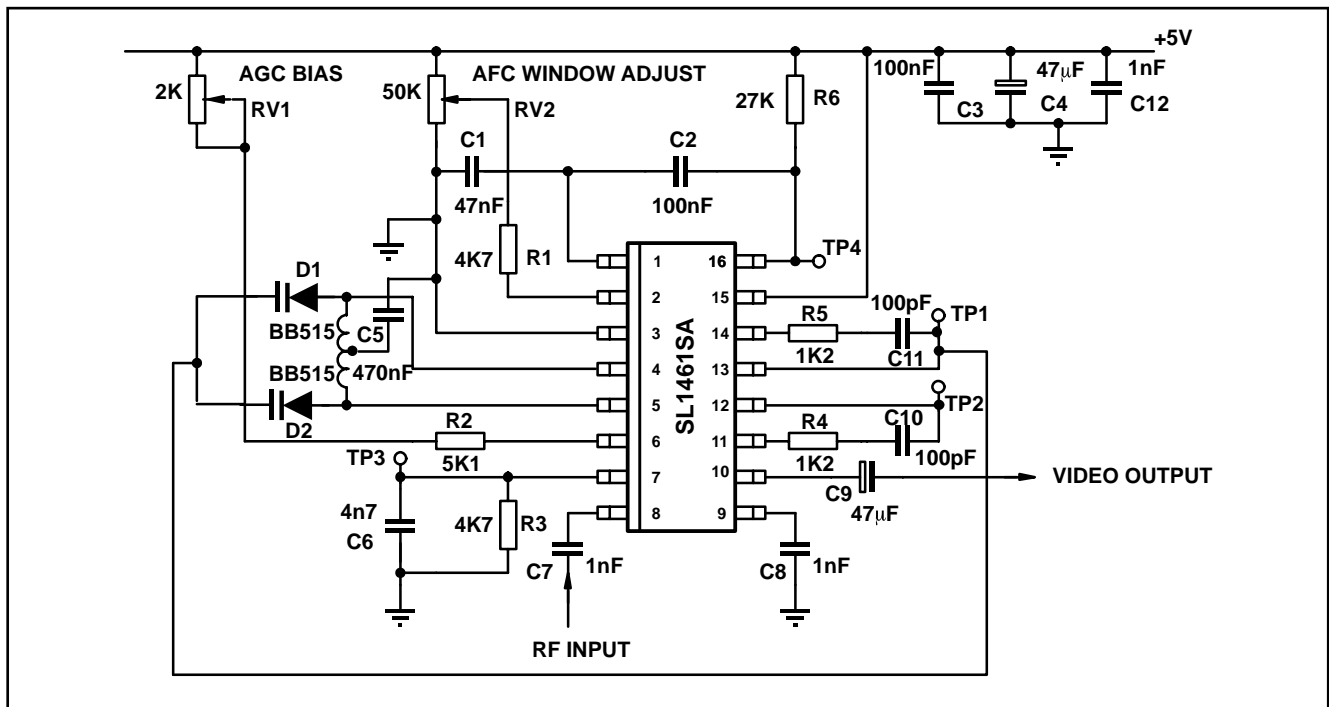 +5V
AGC BIAS
AFC WINDOW ADJUST
100nF
47μF
1nF
2K
RV1
50K
RV2
27K
R6
C3
C4
C12
C1
C2
47nF
100nF
4K7
R1
TP4
D1
BB515
C5
BB515
470nF
D2
SL1461SA
1
2
3
4
5
6
7
8
16
15
14
13
12
11
10
9
R5
1K2
100pF
C11
TP1
TP2
R4
1K2
C10
100pF
R2
5K1
TP3
4n7
C6
4K7
R3
C9
47μF
VIDEO OUTPUT
C7
1nF
C8
1nF
RF INPUT